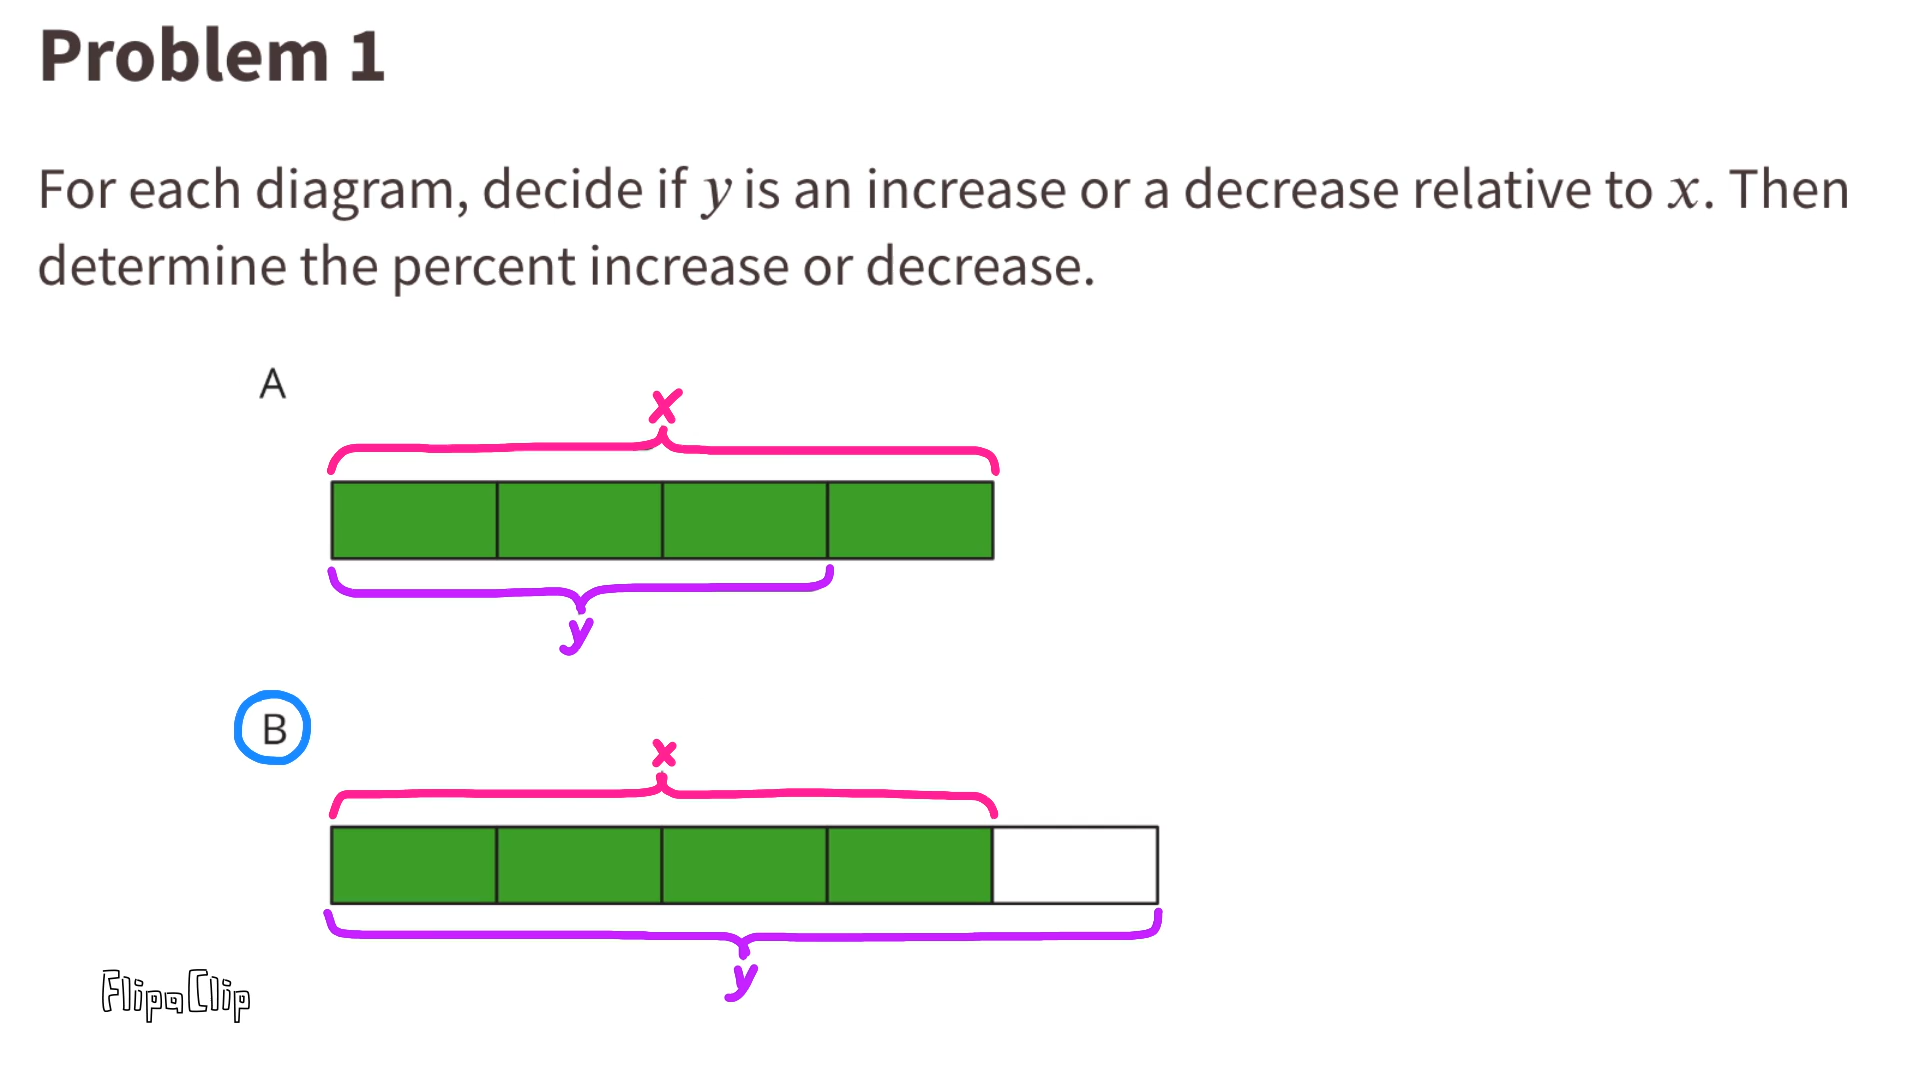 Problem 1
For each diagram, decide if y is an increase or a decrease relative to x. Then
determine the percent increase or decrease.
A
x
y
B
x
y
FlipaClip